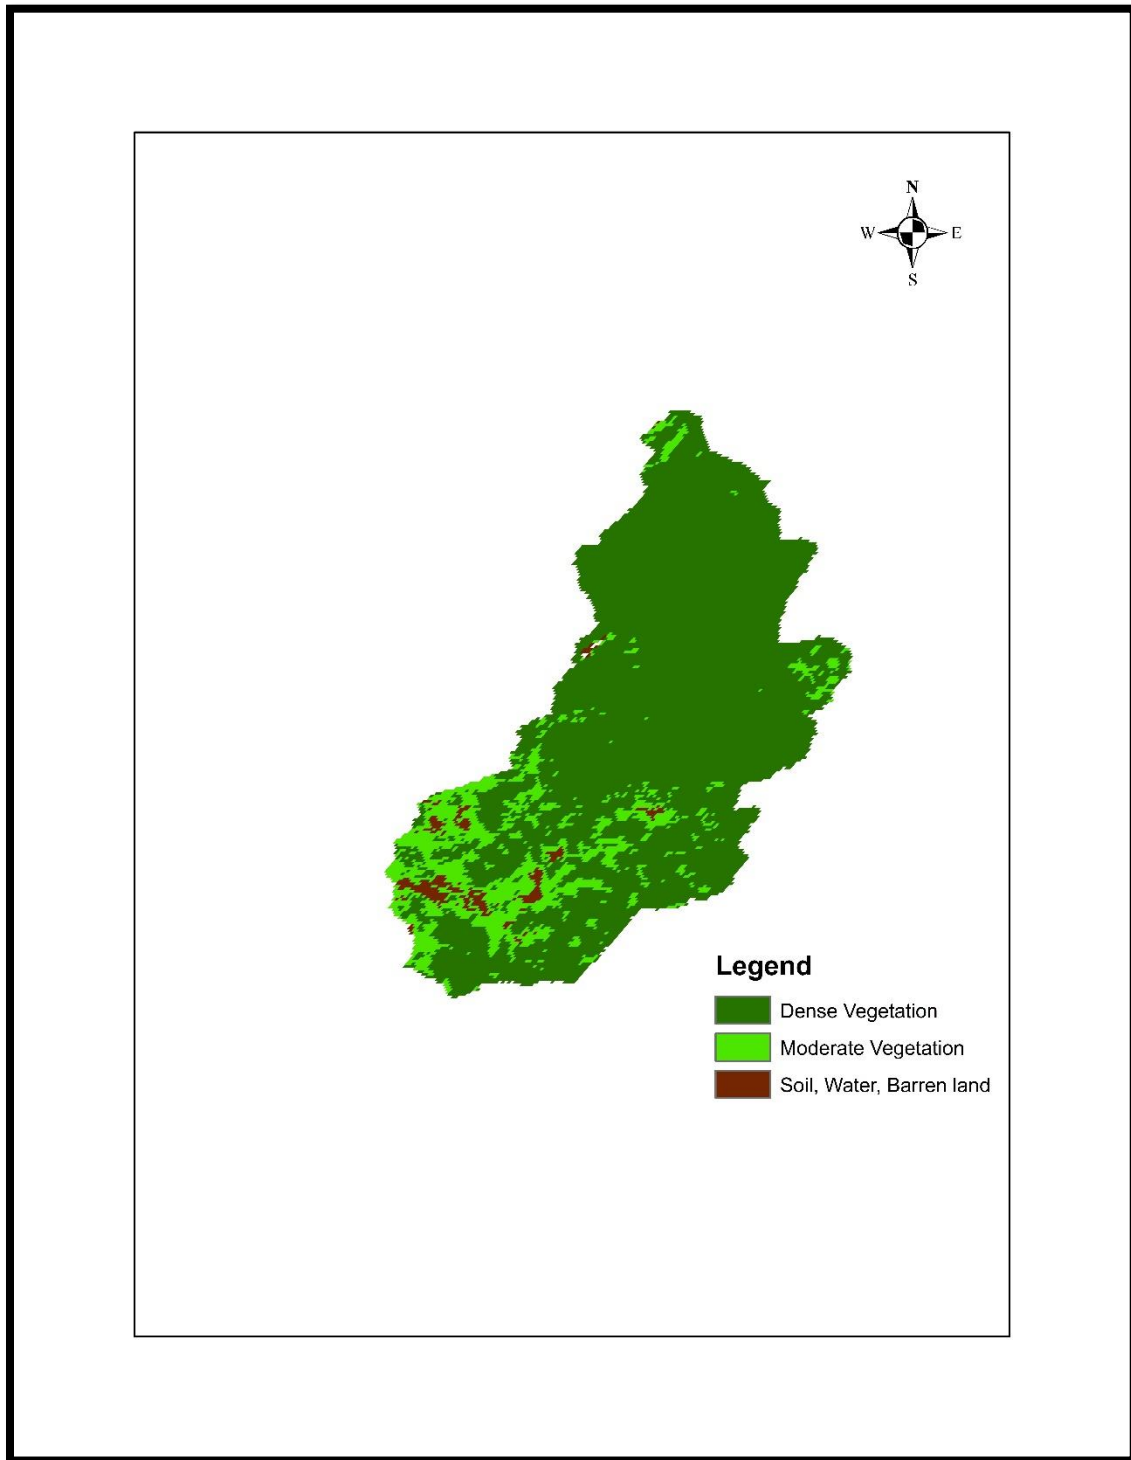 N
W E
S
Legend
Dense Vegetation
Moderate Vegetation
Soil, Water, Barren land